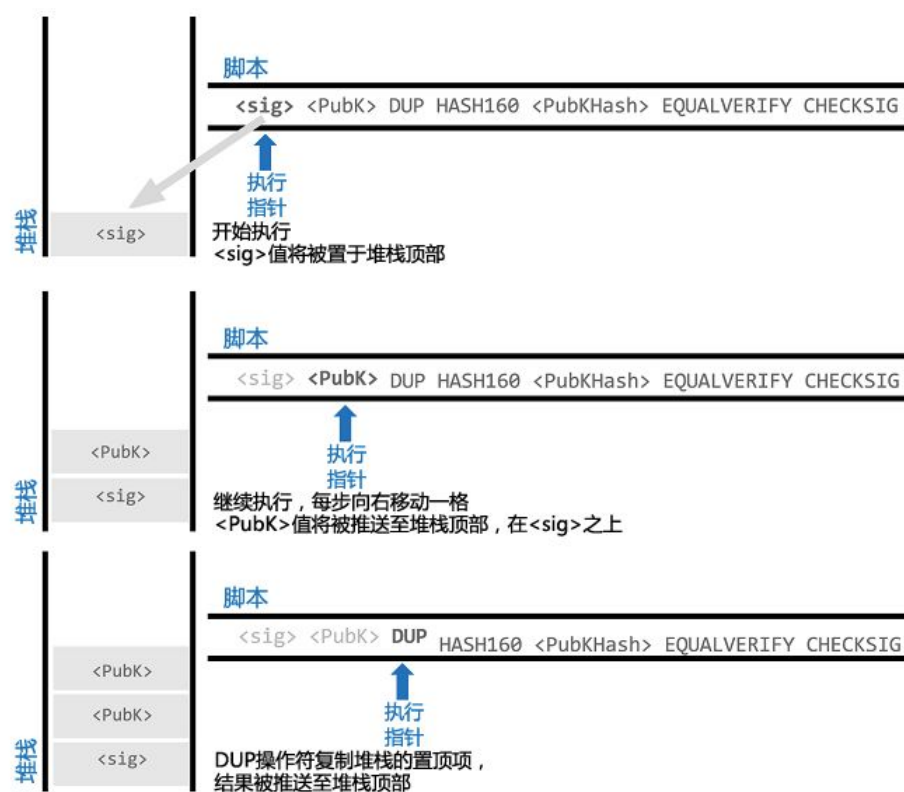 脚本
<sig> <PubK> DUP HASH160 <PubKHash> EQUALVERIFY CHECKSIG
执行
指针
堆栈
<sig>
开始执行
<sig>值将被置于堆栈顶部
脚本
<sig> <PubK> DUP HASH160 <PubKHash> EQUALVERIFY CHECKSIG
执行
指针
<PubK>
堆栈
<sig>
继续执行，每步向右移动一格
<PubK>值将被推送至堆栈顶部，在<sig>之上
脚本
<sig> <PubK> DUP HASH160 <PubKHash> EQUALVERIFY CHECKSIG
<PubK>
执行
指针
<PubK>
堆栈
<sig>
DUP操作符复制堆栈的置顶项，
结果被推送至堆栈顶部